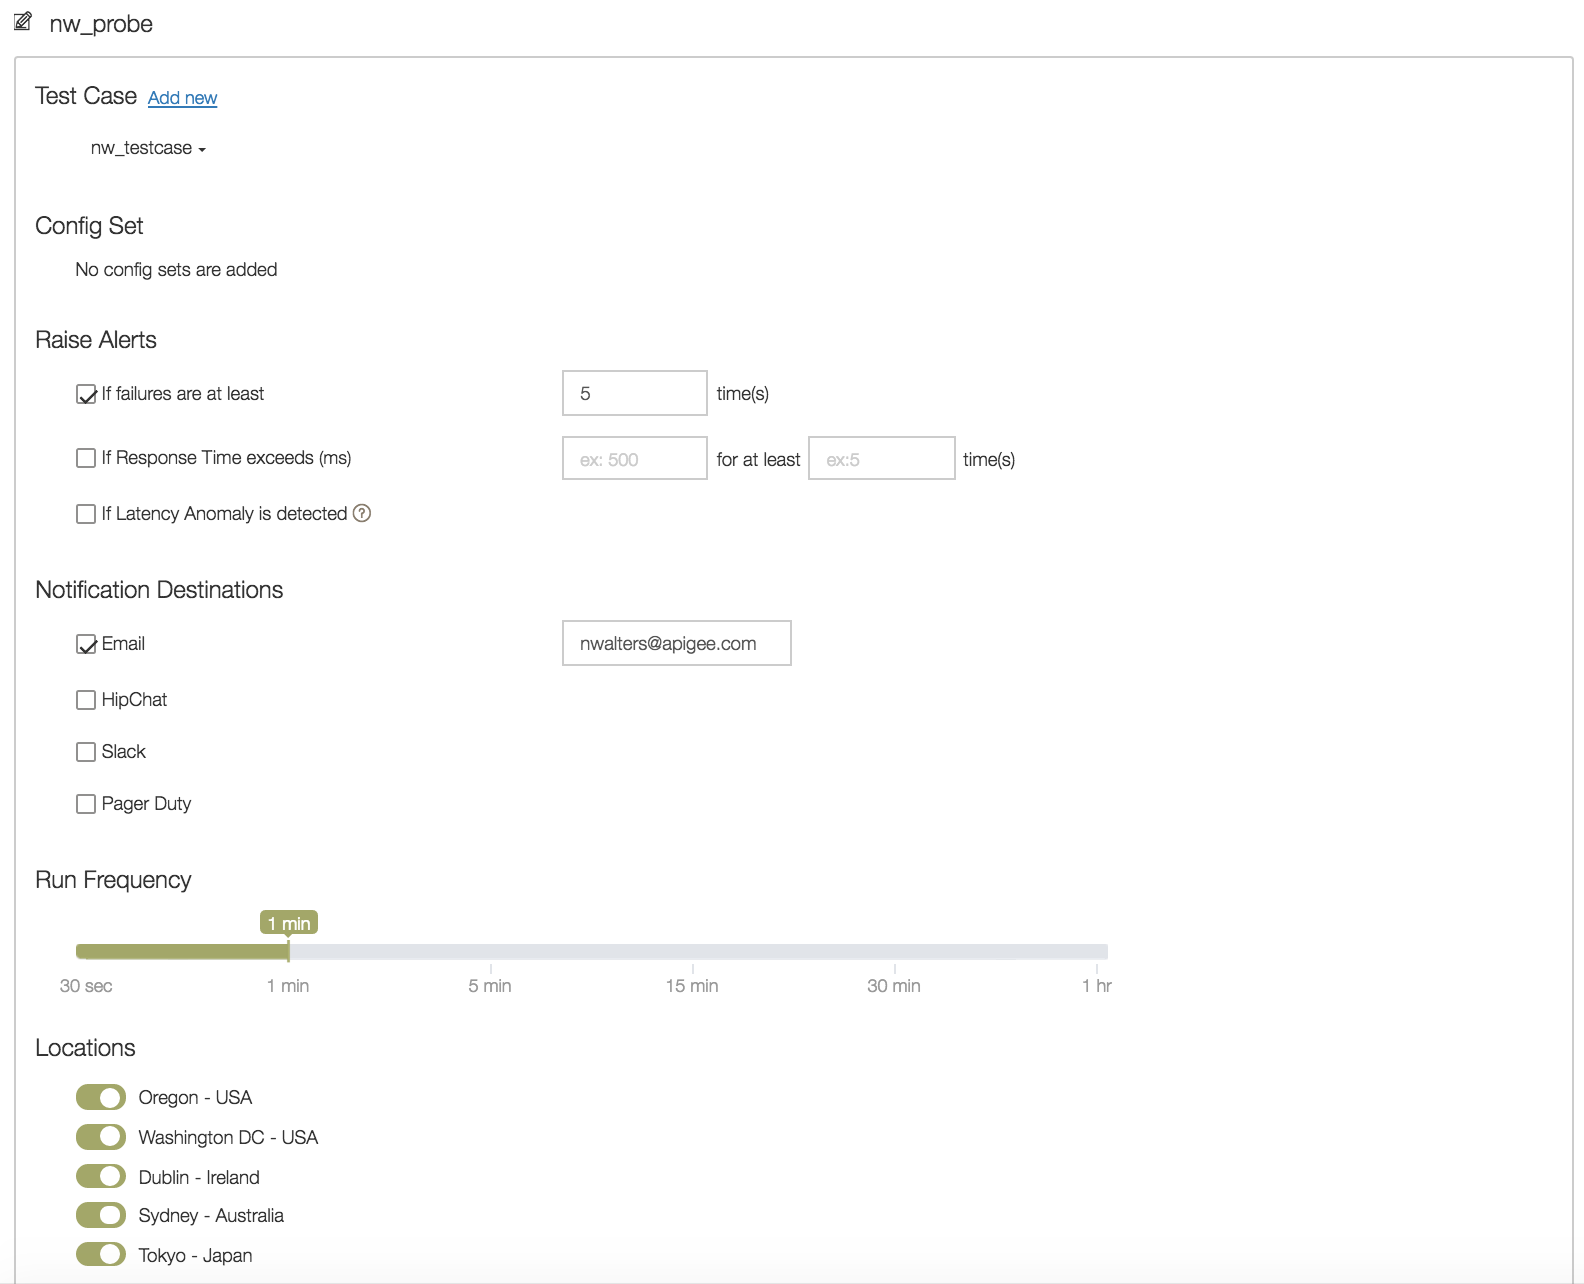 nw_probe
Test Case Add new
nw_testcase
Config Set
No config sets are added
Raise Alerts
If failures are at least 5 time(s)
If Response Time exceeds (ms) ex: 500 for at least ex:5 time(s)
If Latency Anomaly is detected ?
Notification Destinations
Email nwalters@apigee.com
HipChat
Slack
Pager Duty
Run Frequency
1 min
30 sec 1 min 5 min 15 min 30 min 1 hr
Locations
Oregon - USA
Washington DC - USA
Dublin - Ireland
Sydney - Australia
Tokyo - Japan